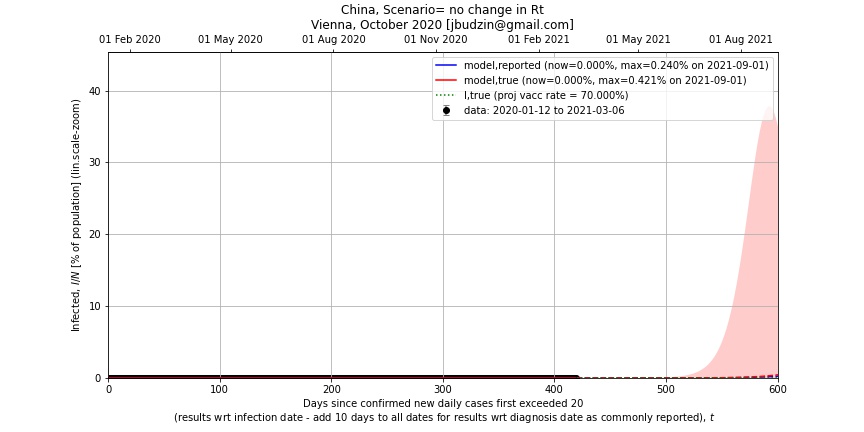 China, Scenario= no change in Rt
Vienna, October 2020 [jbudzin@gmail.com]
01 Feb 2020 01 May 2020 01 Aug 2020 01 Nov 2020 01 Feb 2021 01 May 2021 01 Aug 2021
model,reported (now=0.000%, max=0.240% on 2021-09-01)
model,true (now=0.000%, max=0.421% on 2021-09-01)
I,true (proj vacc rate = 70.000%)
data: 2020-01-12 to 2021-03-06
Infected, I/N [% of population] (lin.scale-zoom)
40
30
20
10
0
0 100 200 300 400 500 600
Days since confirmed new daily cases first exceeded 20
(results wrt infection date - add 10 days to all dates for results wrt diagnosis date as commonly reported), t